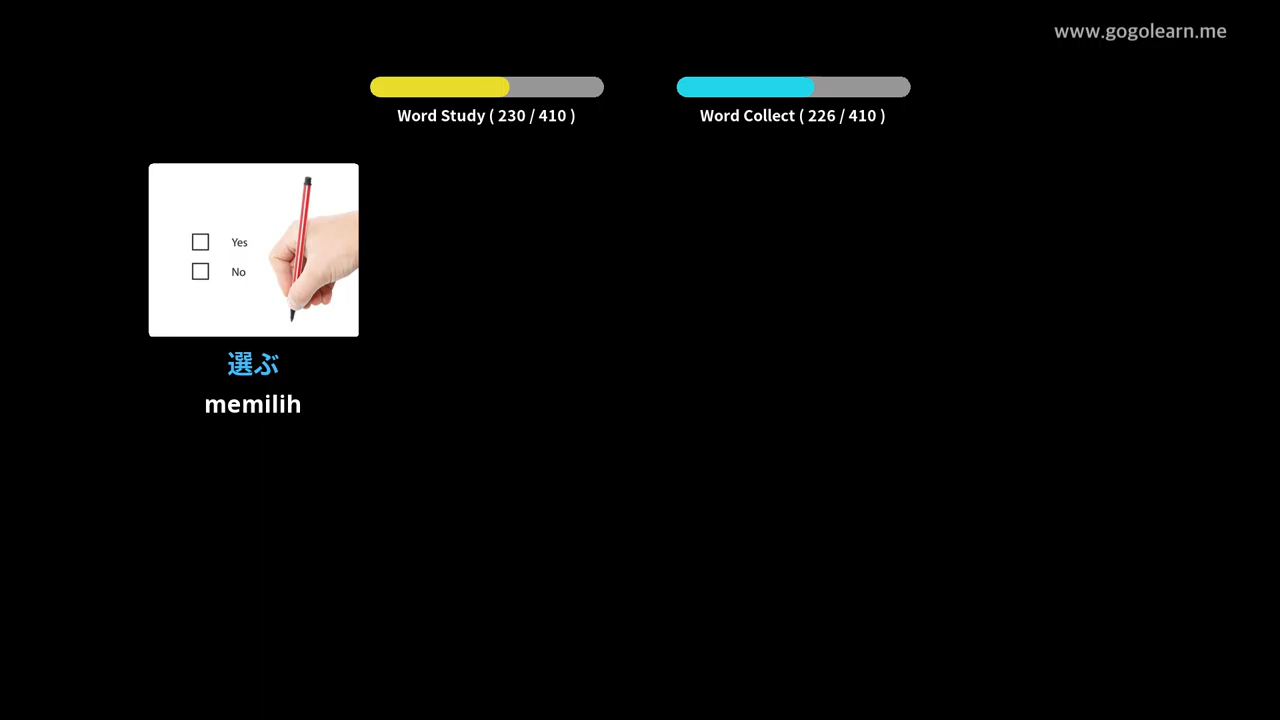 www.gogolearn.me
Word Study ( 230 / 410 )
Word Collect ( 226 / 410 )
Yes
No
選ぶ
memilih